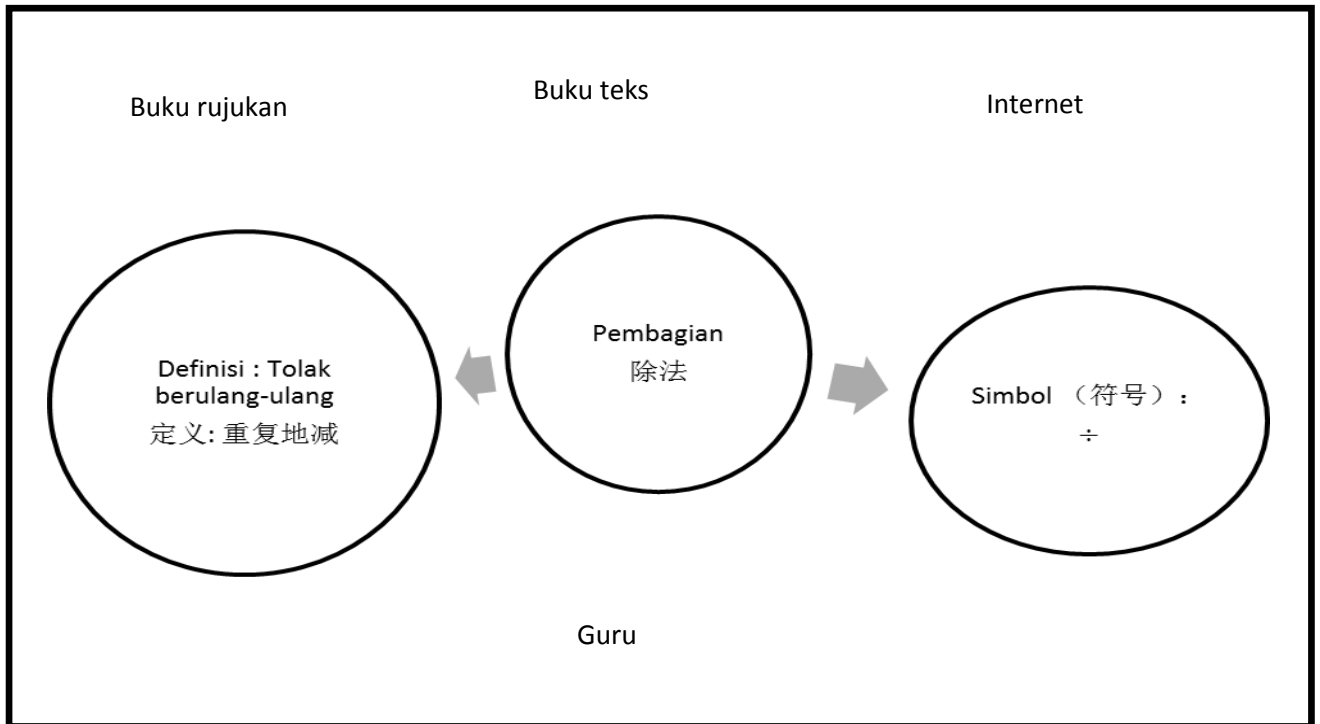 Buku rujukan
Buku teks
Internet
Definisi : Tolak
berulang-ulang
定义: 重复地减
Pembagian
除法
Simbol （符号）：
÷
Guru